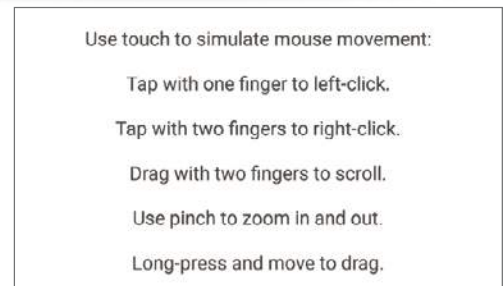 Use touch to simulate mouse movement:
Tap with one finger to left-click.
Tap with two fingers to right-click.
Drag with two fingers to scroll.
Use pinch to zoom in and out.
Long-press and move to drag.